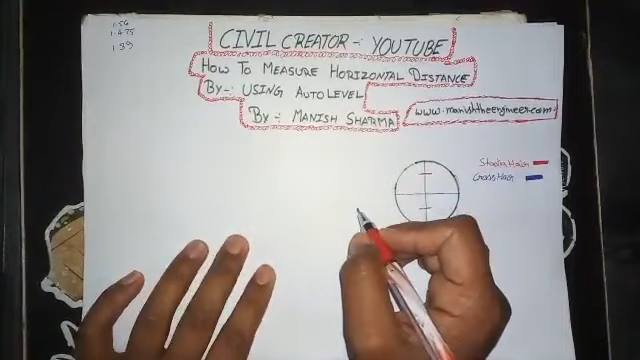 1.56
1.475
1.39
CIVIL CREATOR -: YOUTUBE
HOW TO MEASURE HORIZONTAL DISTANCE
BY -: USING AUTOLEVEL
BY -: MANISH SHARMA
www.manishtheengineer.com
Stadia Hair
Cross Hair